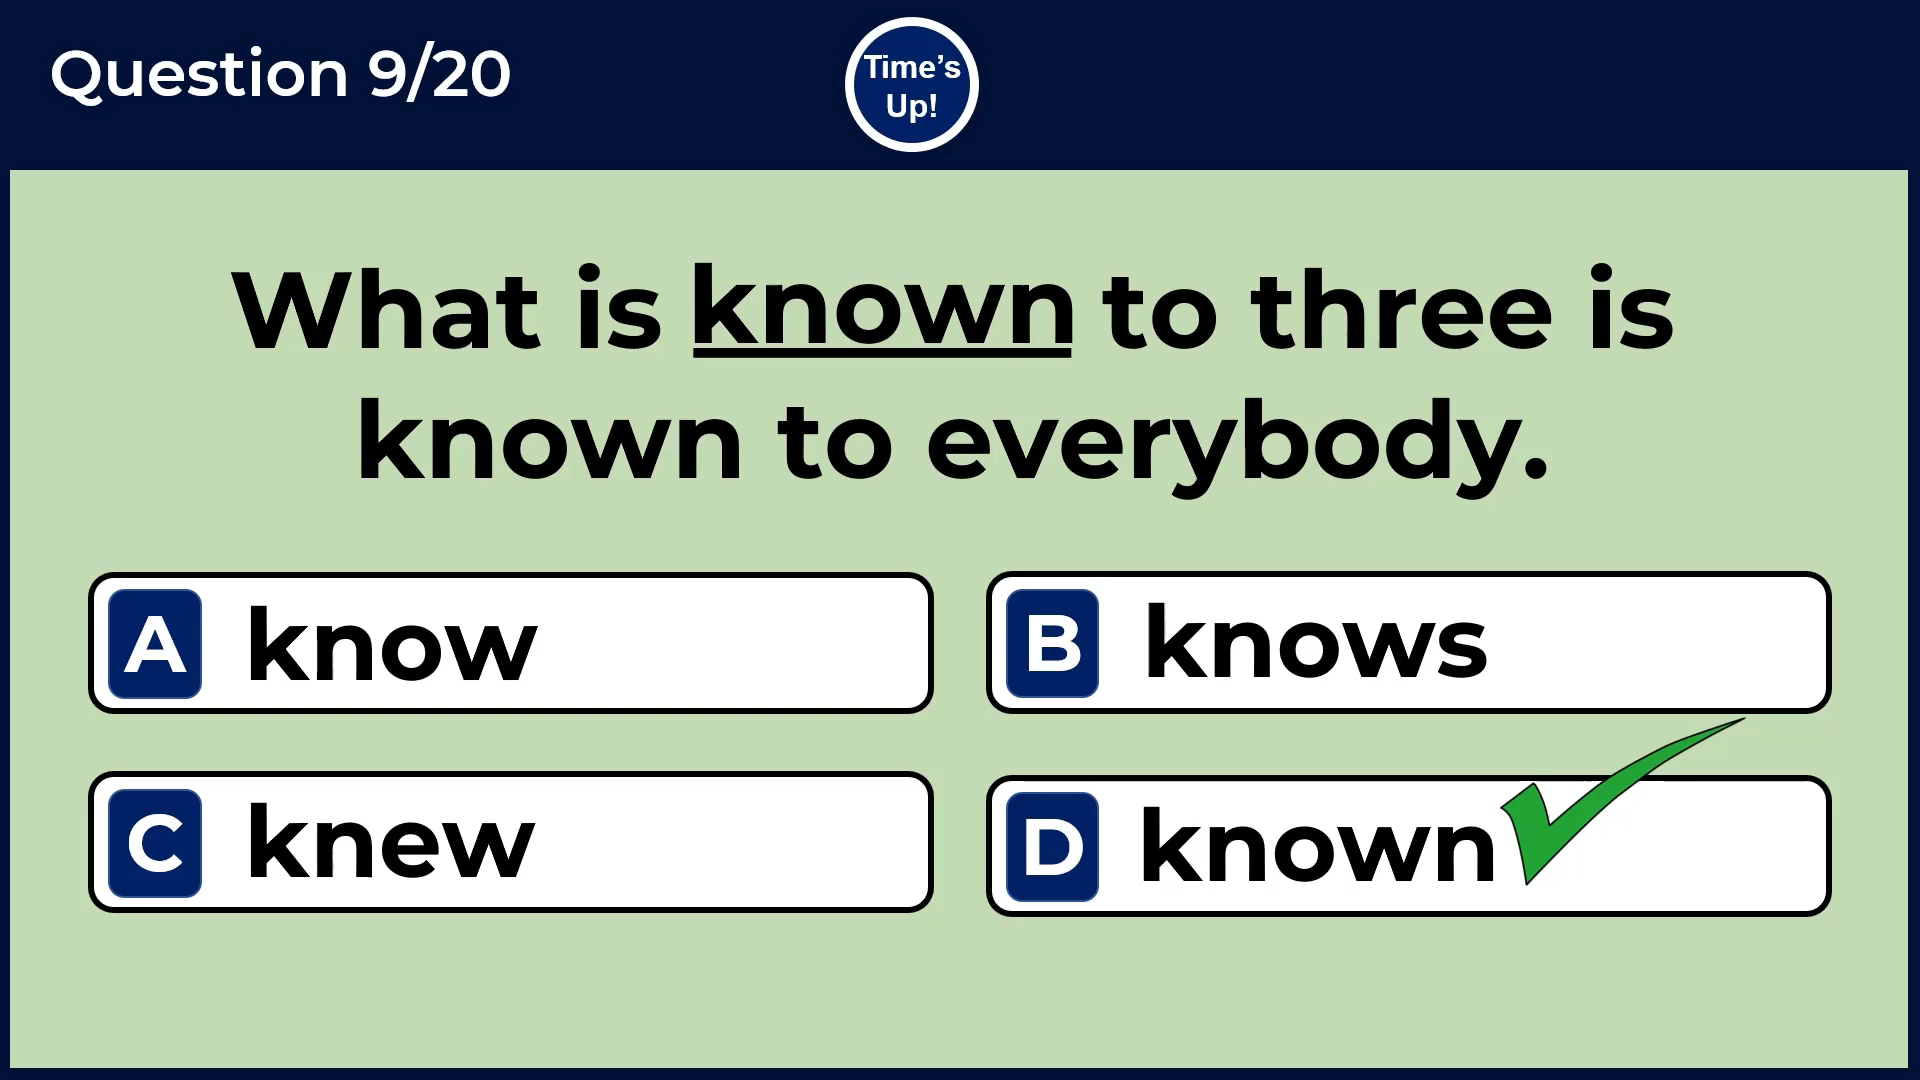 Question 9/20
Time’s
Up!
What is known to three is
known to everybody.
A know
B knows
C knew
D known